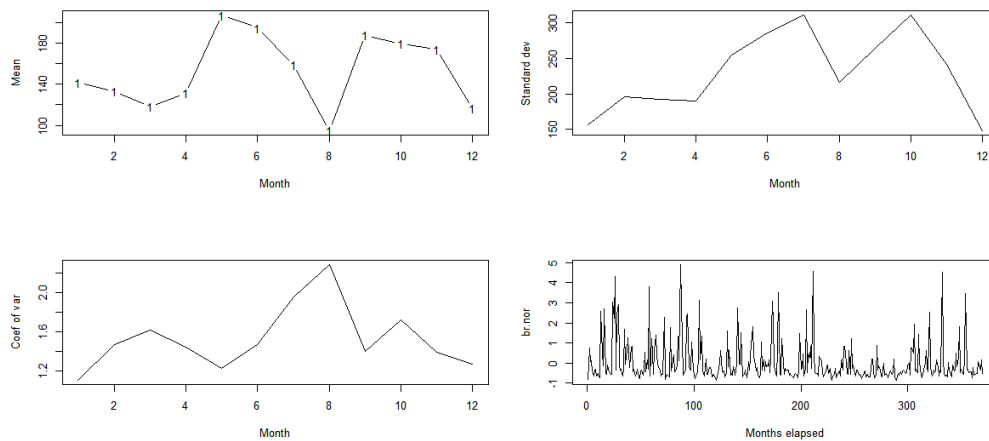 Mean
180
140
100
1 1 1 1 1 1 1 1 1 1 1 1
2 4 6 8 10 12
Month
Standard dev
300
250
200
150
2 4 6 8 10 12
Month
Coef of var
2.0
1.6
1.2
2 4 6 8 10 12
Month
br.nor
5
4
3
2
1
0
-1
0 100 200 300
Months elapsed